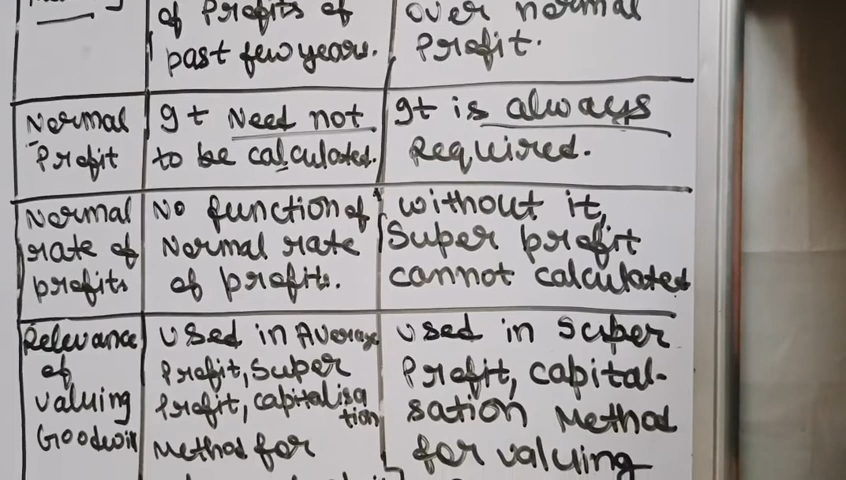 of Profits of
past few years.
over normal
Profit.
Normal
Profit
It Need not
to be calculated.
It is always
Required.
Normal
rate of
profits
No function of
Normal rate
of profit.
without it,
Super profit
cannot calculated
Relevance
of
valuing
Goodwill
used in Average
Profit, Super
Profit, capitalisa
tion
Method for
used in Super
Profit, capital-
sation Method
for valuing